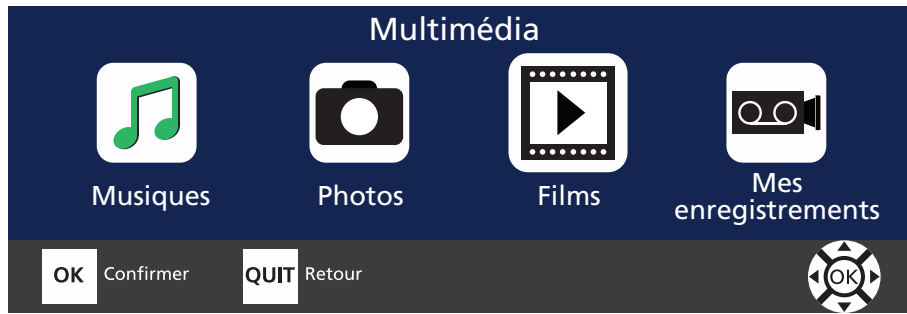 Multimédia
Musiques
Photos
Films
Mes
enregistrements
OK Confirmer
QUIT Retour
OK